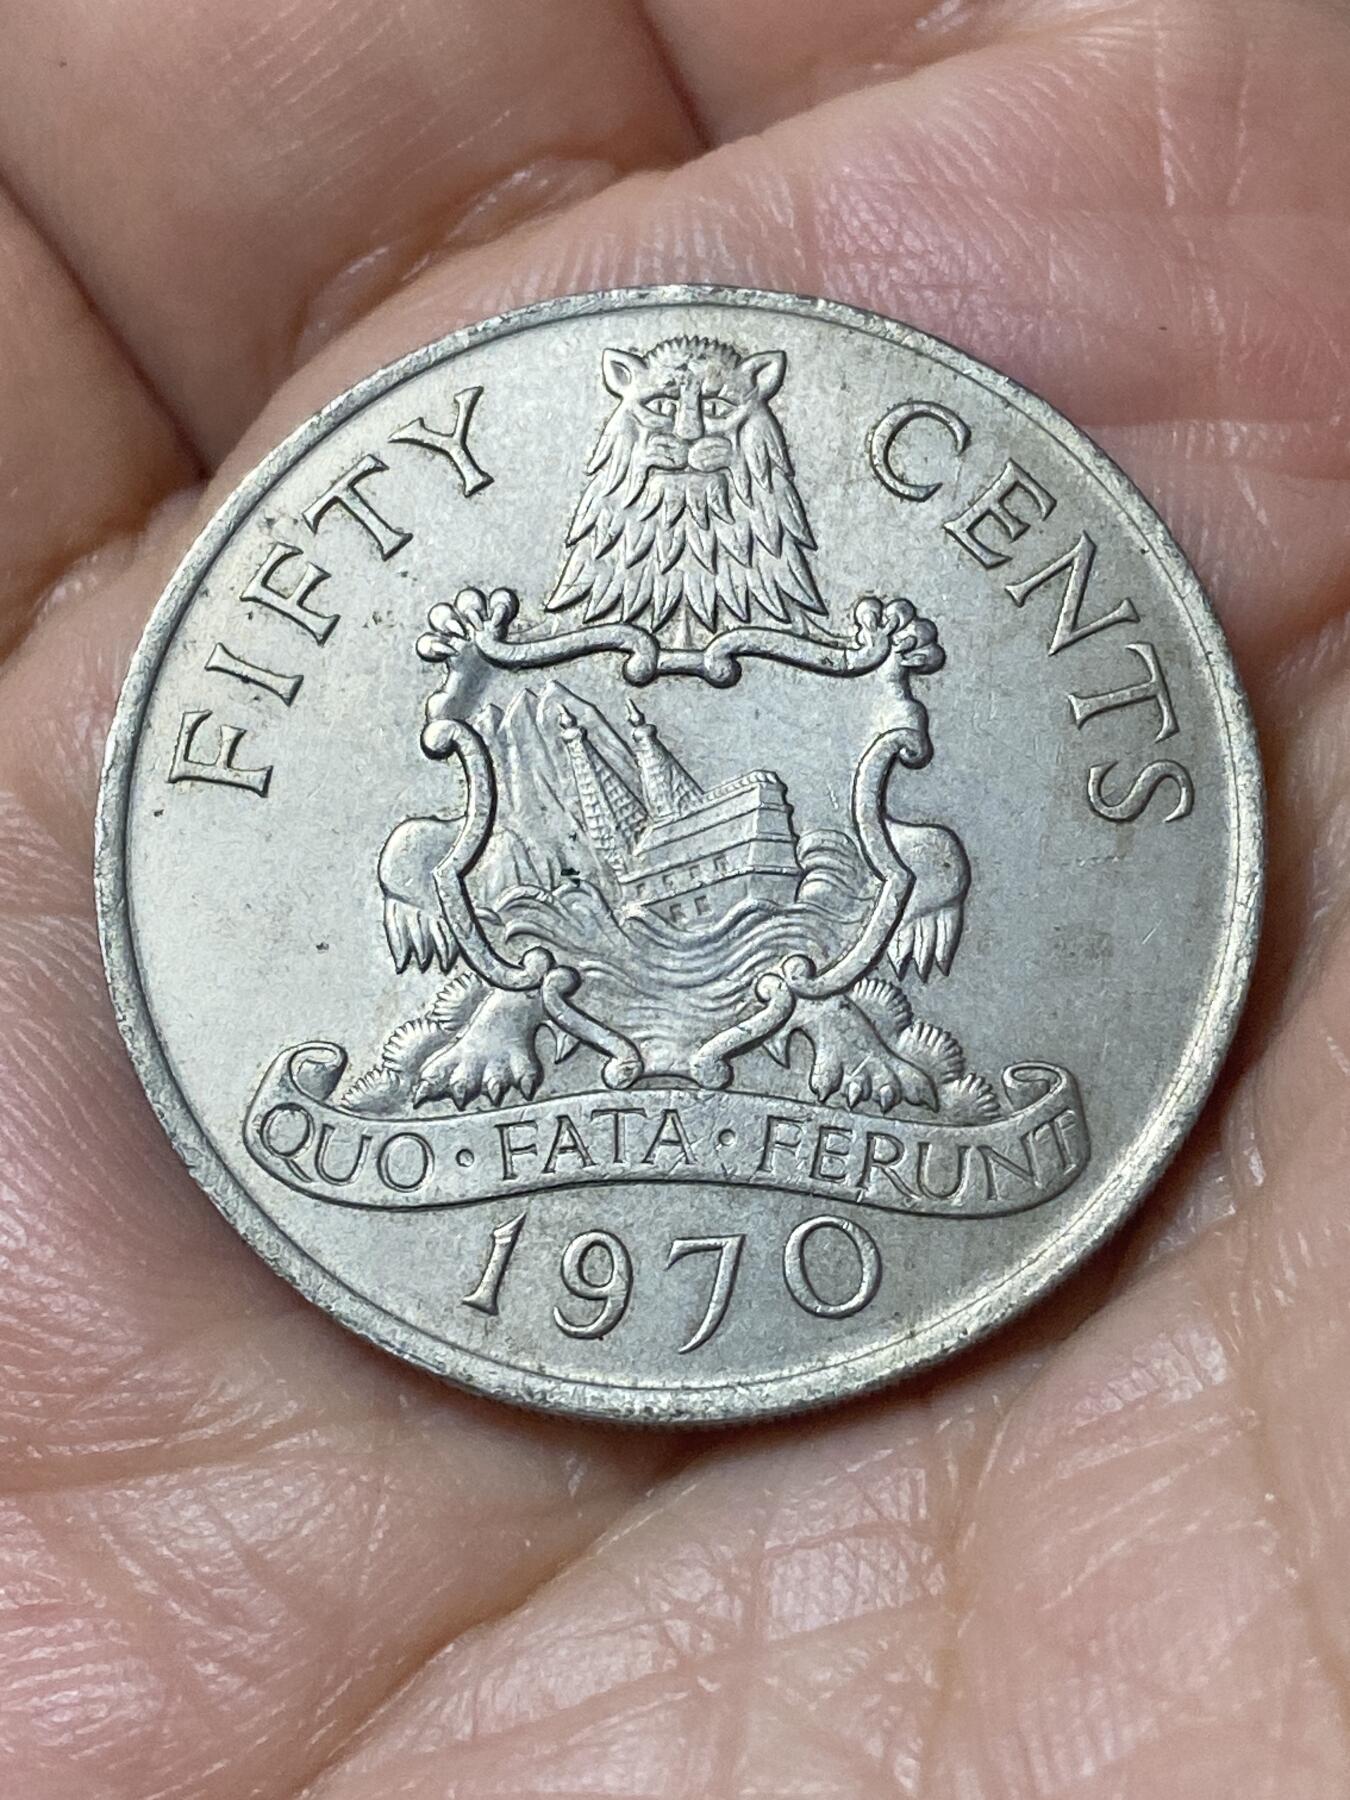 FIFTY CENTS
QUO · FATA · FERUNT
1970